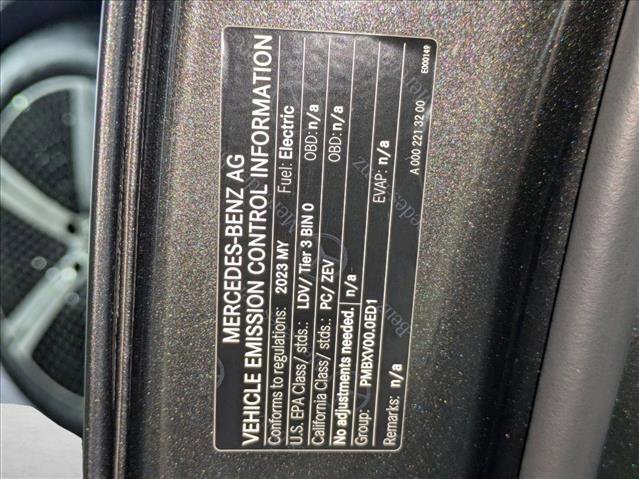 MERCEDES-BENZ AG
VEHICLE EMISSION CONTROL INFORMATION
Conforms to regulations: 2023 MY Fuel: Electric
U.S. EPA Class/ stds.: LDV/ Tier 3 BIN 0 OBD: n/a
California Class/ stds.: PC/ ZEV OBD: n/a
No adjustments needed. n/a
Group: PMBXV00.0ED1 EVAP: n/a
Remarks: n/a
A 000 221 32 00
E000149